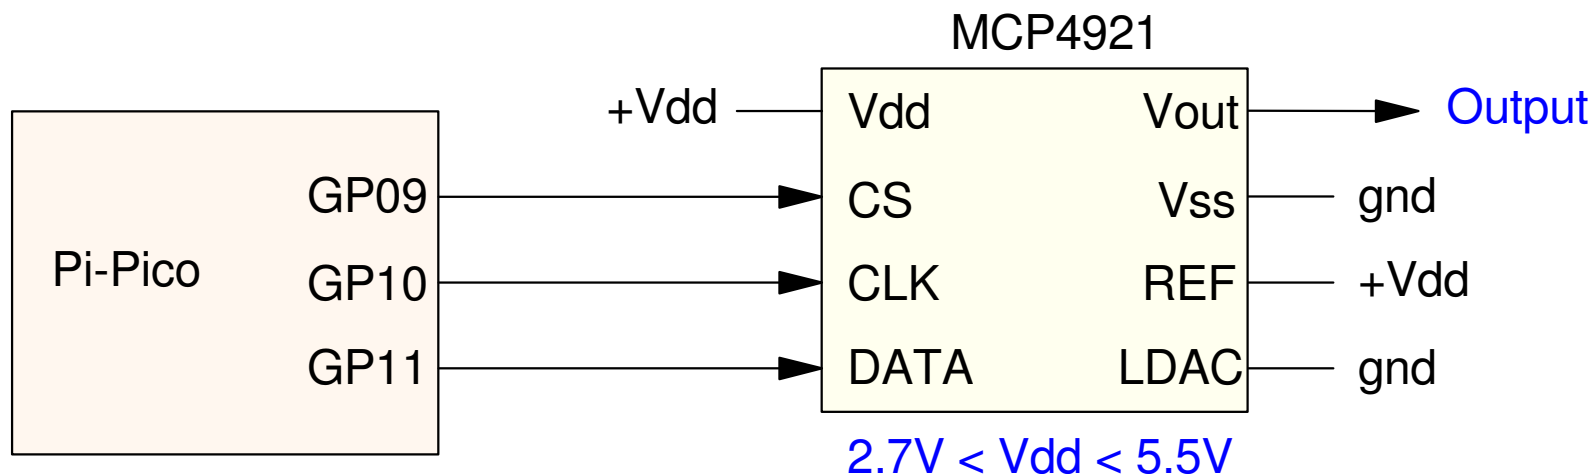 MCP4921
+Vdd Vdd Vout Output
GP09 CS Vss gnd
Pi-Pico GP10 CLK REF +Vdd
GP11 DATA LDAC gnd
2.7V < Vdd < 5.5V